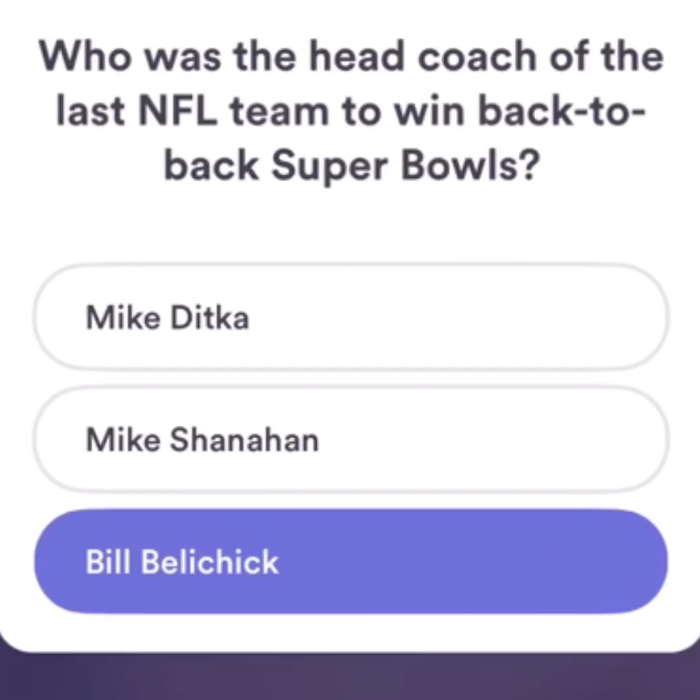 Who was the head coach of the
last NFL team to win back-to-
back Super Bowls?
Mike Ditka
Mike Shanahan
Bill Belichick